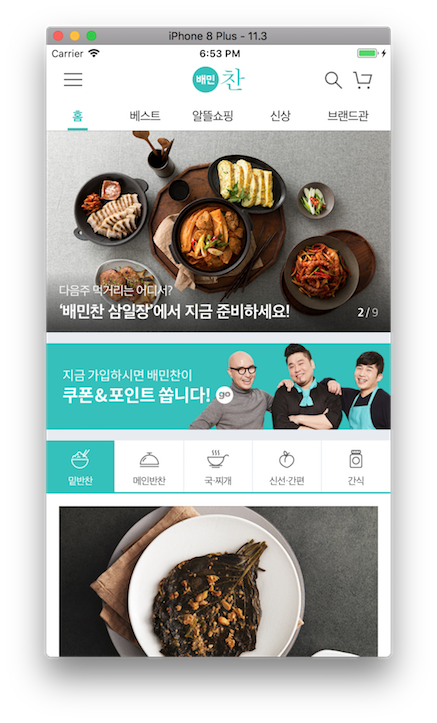 iPhone 8 Plus - 11.3
Carrier 6:53 PM
배민찬
홈 베스트 알뜰쇼핑 신상 브랜드관
다음주 먹거리는 어디서?
‘배민찬 삼일장’에서 지금 준비하세요!
2 / 9
지금 가입하시면 배민찬이
쿠폰&포인트 쏩니다! go
밑반찬 메인반찬 국·찌개 신선·간편 간식